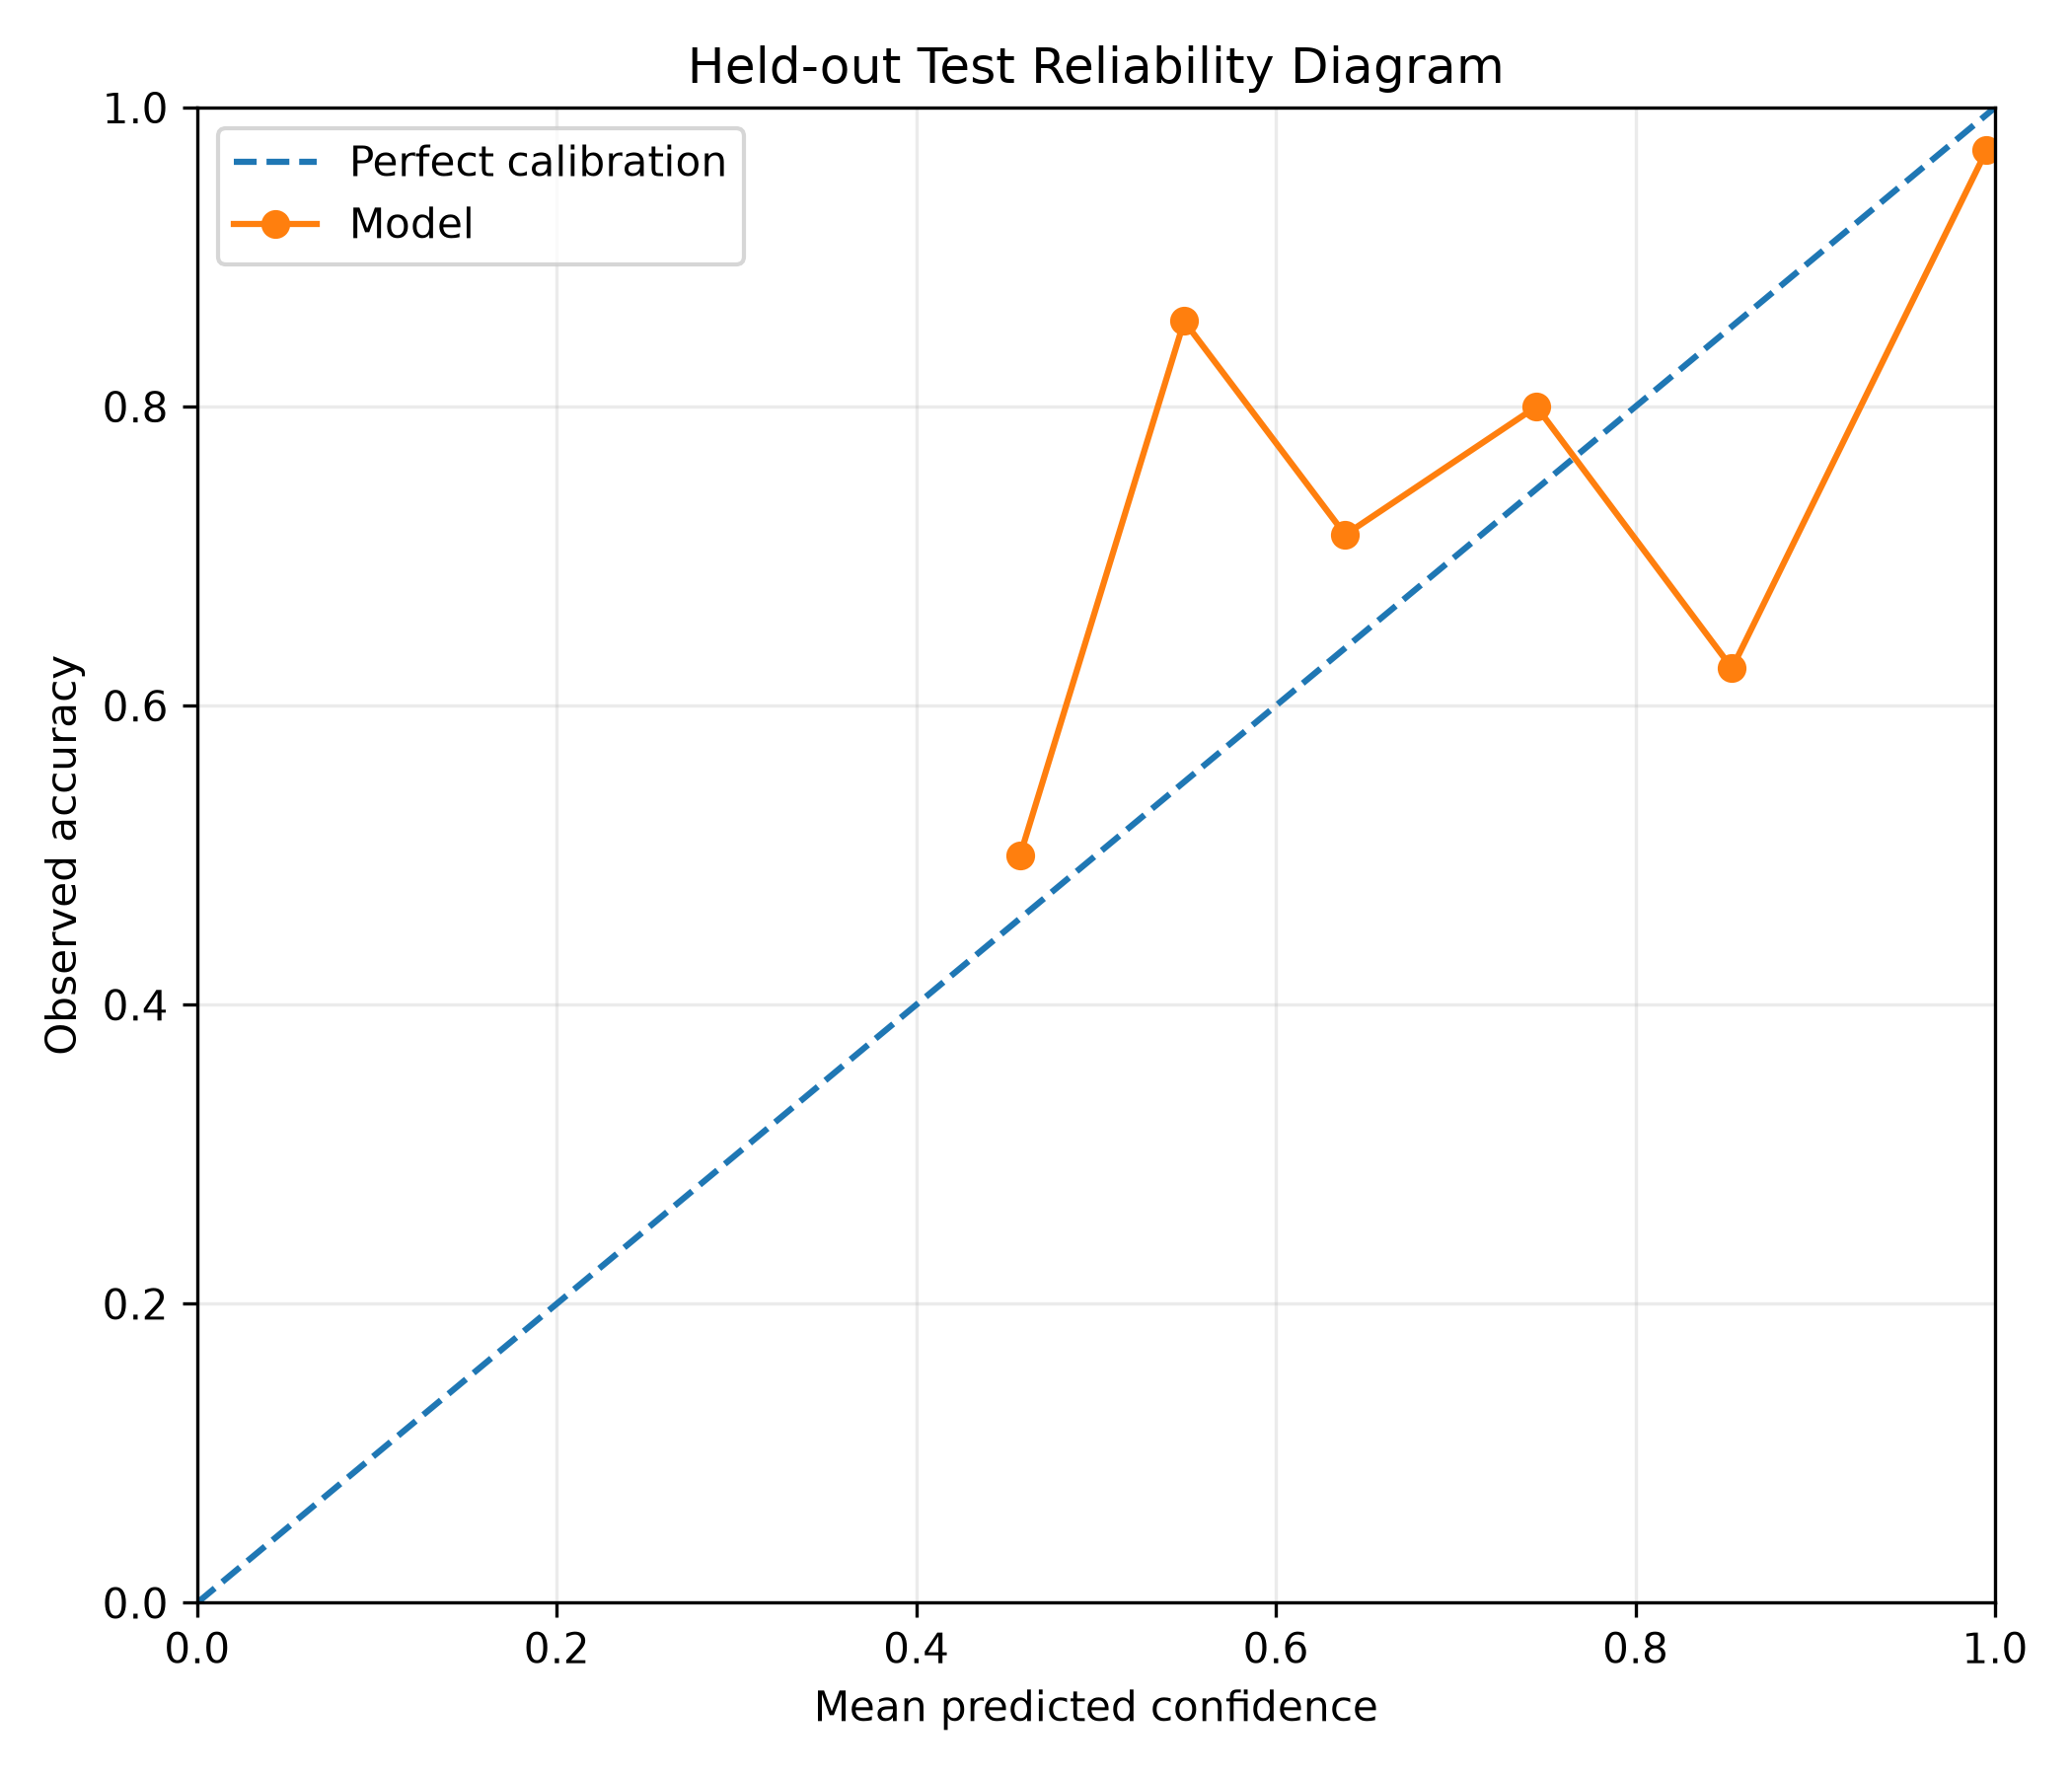 Held-out Test Reliability Diagram
Perfect calibration
Model
1.0
0.8
0.6
0.4
0.2
0.0
Observed accuracy
0.0 0.2 0.4 0.6 0.8 1.0
Mean predicted confidence